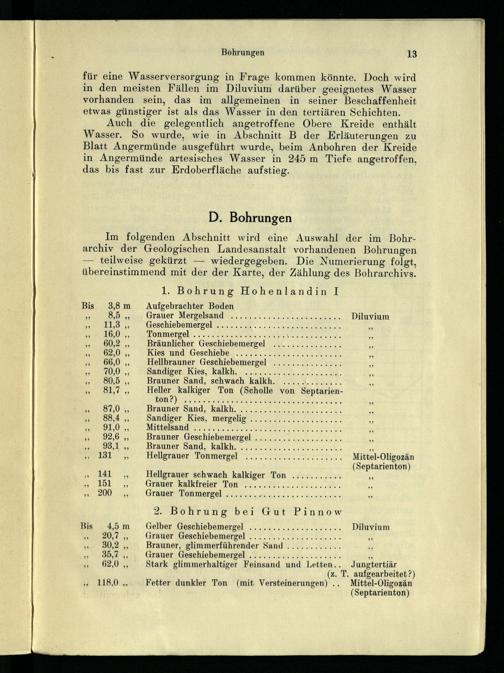 Bohrungen 13
für eine Wasserversorgung in Frage kommen könnte. Doch wird
in den meisten Fällen im Diluvium darüber geeignetes Wasser
vorhanden sein, das im allgemeinen in seiner Beschaffenheit
etwas günstiger ist als das Wasser in den tertiären Schichten.
Auch die gelegentlich angetroffene Obere Kreide enthält
Wasser. So wurde, wie in Abschnitt B der Erläuterungen zu
Blatt Angermünde ausgeführt wurde, beim Anbohren der Kreide
in Angermünde artesisches Wasser in 245 m Tiefe angetroffen,
das bis fast zur Erdoberfläche aufstieg.
D. Bohrungen
Im folgenden Abschnitt wird eine Auswahl der im Bohr-
archiv der Geologischen Landesanstalt vorhandenen Bohrungen
— teilweise gekürzt — wiedergegeben. Die Numerierung folgt,
übereinstimmend mit der der Karte, der Zählung des Bohrarchivs.
1. Bohrung Hohenlandin I
Bis 3,8 m Aufgebrachter Boden
„ 8,5 „ Grauer Mergelsand ........................ Diluvium
„ 11,3 „ Geschiebemergel ........................... „
„ 16,0 „ Tonmergel ................................ „
„ 60,2 „ Bräunlicher Geschiebemergel ............... „
„ 62,0 „ Kies und Geschiebe ....................... „
„ 66,0 „ Hellbrauner Geschiebemergel ............... „
„ 70,0 „ Sandiger Kies, kalkh. ..................... „
„ 80,5 „ Brauner Sand, schwach kalkh. ............. „
„ 81,7 „ Heller kalkiger Ton (Scholle von Septarien-
ton?) .................................. „
„ 87,0 „ Brauner Sand, kalkh. ....................... „
„ 88,4 „ Sandiger Kies, mergelig .................... „
„ 91,0 „ Mittelsand ................................ „
„ 92,6 „ Brauner Geschiebemergel ................... „
„ 93,1 „ Brauner Sand, kalkh. ....................... „
„ 131 „ Hellgrauer Tonmergel ...................... Mittel-Oligozän
(Septarienton)
„ 141 „ Hellgrauer schwach kalkiger Ton ........... „
„ 151 „ Grauer kalkfreier Ton ..................... „
„ 200 „ Grauer Tonmergel ......................... „
2. Bohrung bei Gut Pinnow
Bis 4,5 m Gelber Geschiebemergel .................... Diluvium
„ 20,7 „ Grauer Geschiebemergel .................... „
„ 30,2 „ Brauner, glimmerführender Sand ............ „
„ 35,7 „ Grauer Geschiebemergel .................... „
„ 62,0 „ Stark glimmerhaltiger Feinsand und Letten.. Jungtertiär
(z. T. aufgearbeitet?)
„ 118,0 „ Fetter dunkler Ton (mit Versteinerungen) .. Mittel-Oligozän
(Septarienton)